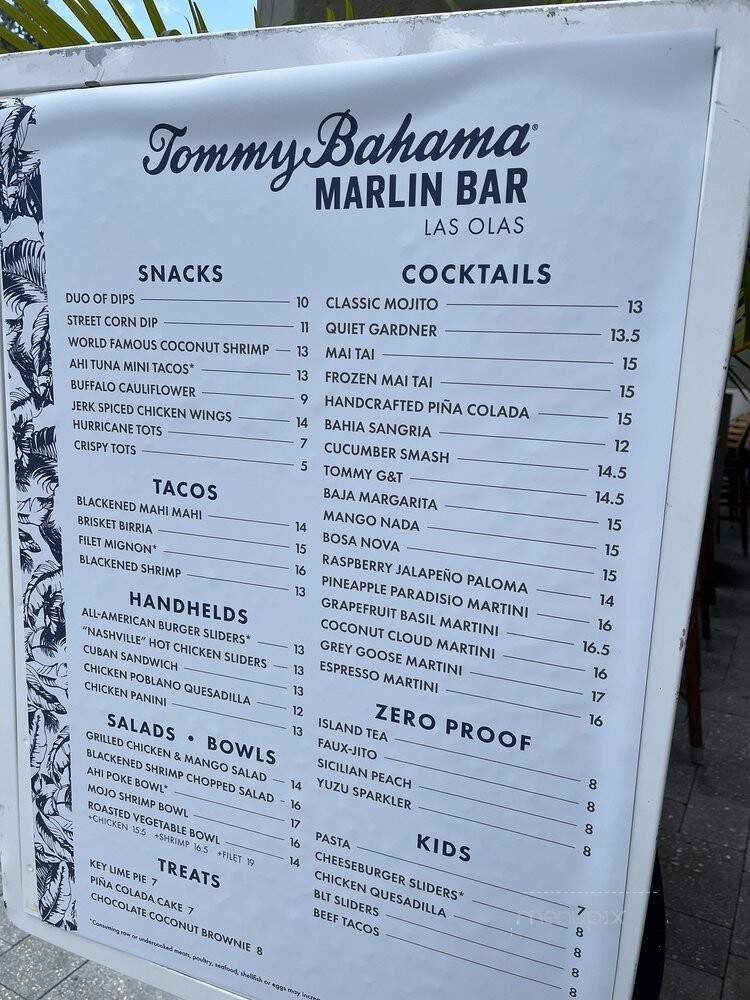 Tommy Bahama®
MARLIN BAR
LAS OLAS
SNACKS
DUO OF DIPS 10
STREET CORN DIP 11
WORLD FAMOUS COCONUT SHRIMP 13
AHI TUNA MINI TACOS* 13
BUFFALO CAULIFLOWER 9
JERK SPICED CHICKEN WINGS 14
HURRICANE TOTS 7
CRISPY TOTS 5
TACOS
BLACKENED MAHI MAHI 14
BRISKET BIRRIA 15
FILET MIGNON* 16
BLACKENED SHRIMP 13
HANDHELDS
ALL-AMERICAN BURGER SLIDERS* 13
"NASHVILLE" HOT CHICKEN SLIDERS 13
CUBAN SANDWICH 13
CHICKEN POBLANO QUESADILLA 12
CHICKEN PANINI 13
SALADS • BOWLS
GRILLED CHICKEN & MANGO SALAD 14
BLACKENED SHRIMP CHOPPED SALAD 16
AHI POKE BOWL* 17
MOJO SHRIMP BOWL 16
ROASTED VEGETABLE BOWL 14
+CHICKEN 15.5 +SHRIMP 16.5 +FILET 19
TREATS
KEY LIME PIE 7
PIÑA COLADA CAKE 7
CHOCOLATE COCONUT BROWNIE 8
COCKTAILS
CLASSIC MOJITO 13
QUIET GARDNER 13.5
MAI TAI 15
FROZEN MAI TAI 15
HANDCRAFTED PIÑA COLADA 15
BAHIA SANGRIA 12
CUCUMBER SMASH 14.5
TOMMY G&T 14.5
BAJA MARGARITA 15
MANGO NADA 15
BOSA NOVA 15
RASPBERRY JALAPEÑO PALOMA 14
PINEAPPLE PARADISIO MARTINI 16
GRAPEFRUIT BASIL MARTINI 16.5
COCONUT CLOUD MARTINI 16
GREY GOOSE MARTINI 17
ESPRESSO MARTINI 16
ZERO PROOF
ISLAND TEA 8
FAUX-JITO 8
SICILIAN PEACH 8
YUZU SPARKLER 8
KIDS
PASTA 7
CHEESEBURGER SLIDERS* 8
CHICKEN QUESADILLA 8
BLT SLIDERS 8
BEEF TACOS 8
*Consuming raw or undercooked meats, poultry, seafood, shellfish or eggs may